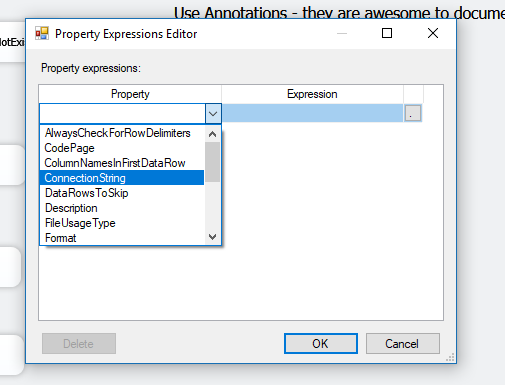 Use Annotations - they are awesome to docume
Property Expressions Editor
Property expressions:
Property Expression
AlwaysCheckForRowDelimiters
CodePage
ColumnNamesInFirstDataRow
ConnectionString
DataRowsToSkip
Description
FileUsageType
Format
Delete OK Cancel